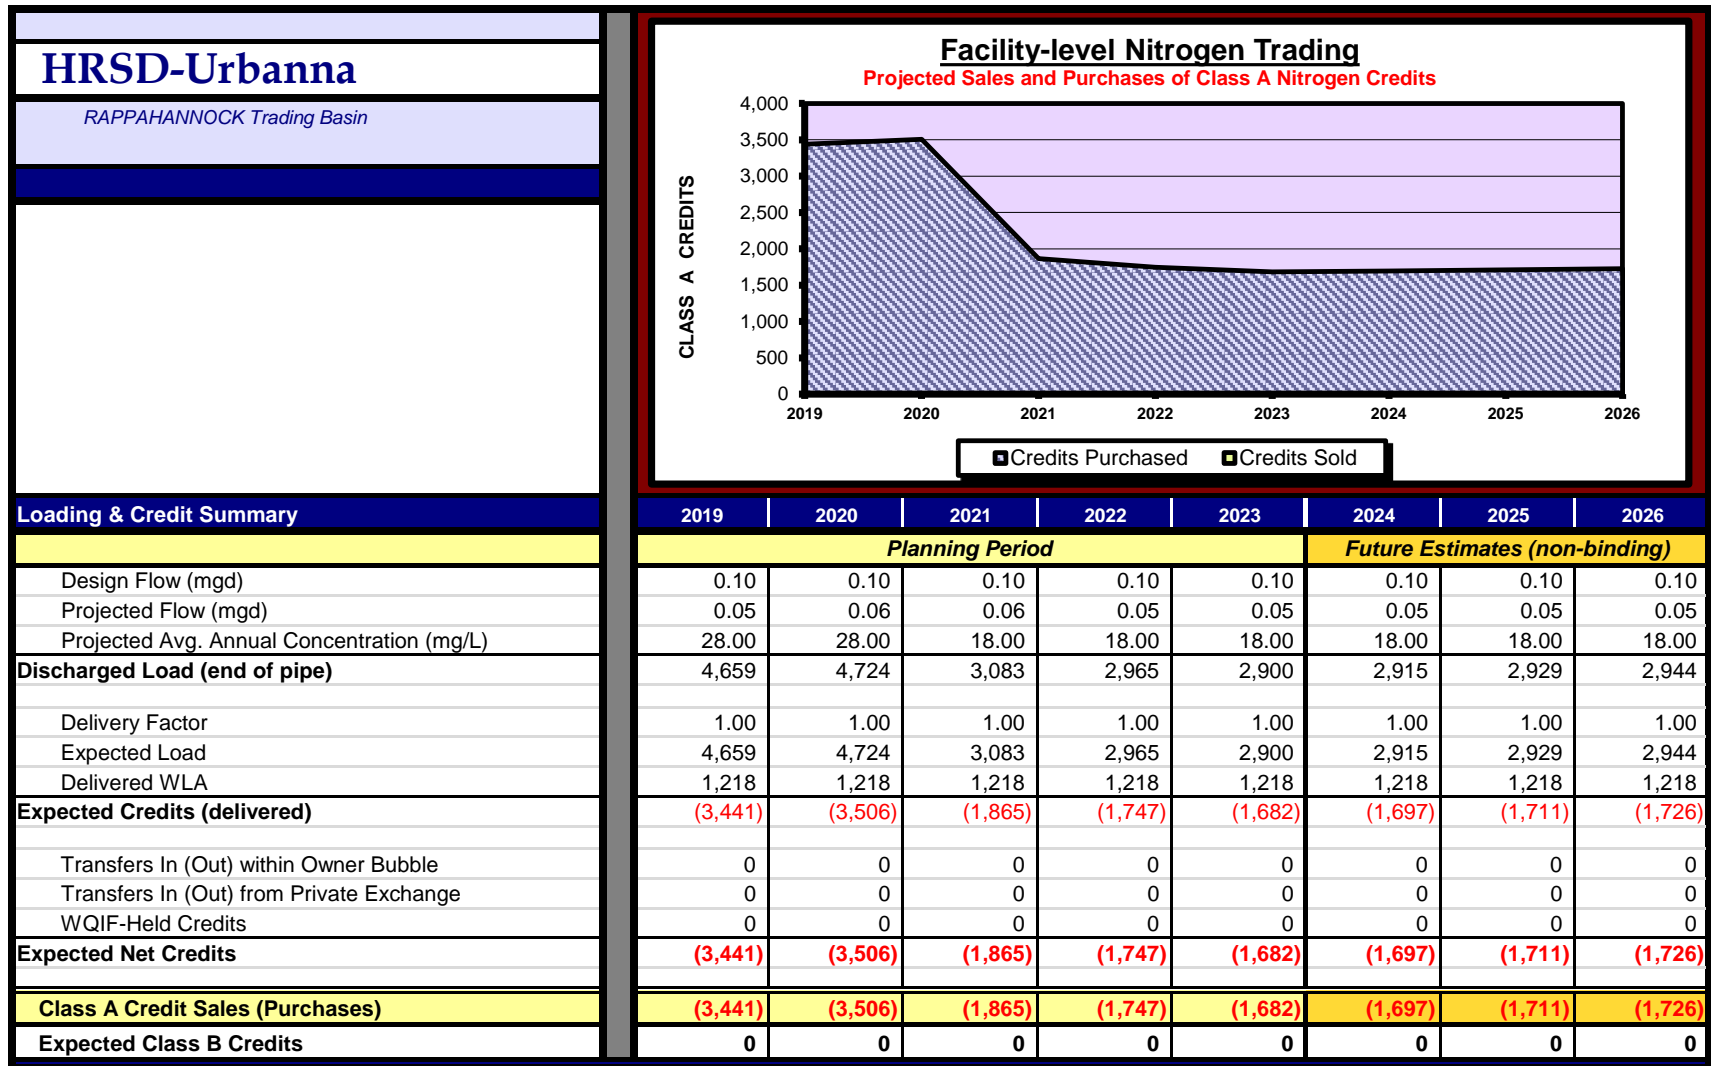 HRSD-Urbanna
RAPPAHANNOCK Trading Basin
Facility-level Nitrogen Trading
Projected Sales and Purchases of Class A Nitrogen Credits
CLASS A CREDITS
4,000
3,500
3,000
2,500
2,000
1,500
1,000
500
0
2019 2020 2021 2022 2023 2024 2025 2026
Credits Purchased Credits Sold
Loading & Credit Summary 2019 2020 2021 2022 2023 2024 2025 2026
Planning Period Future Estimates (non-binding)
Design Flow (mgd) 0.10 0.10 0.10 0.10 0.10 0.10 0.10 0.10
Projected Flow (mgd) 0.05 0.06 0.06 0.05 0.05 0.05 0.05 0.05
Projected Avg. Annual Concentration (mg/L) 28.00 28.00 18.00 18.00 18.00 18.00 18.00 18.00
Discharged Load (end of pipe) 4,659 4,724 3,083 2,965 2,900 2,915 2,929 2,944
Delivery Factor 1.00 1.00 1.00 1.00 1.00 1.00 1.00 1.00
Expected Load 4,659 4,724 3,083 2,965 2,900 2,915 2,929 2,944
Delivered WLA 1,218 1,218 1,218 1,218 1,218 1,218 1,218 1,218
Expected Credits (delivered) (3,441) (3,506) (1,865) (1,747) (1,682) (1,697) (1,711) (1,726)
Transfers In (Out) within Owner Bubble 0 0 0 0 0 0 0 0
Transfers In (Out) from Private Exchange 0 0 0 0 0 0 0 0
WQIF-Held Credits 0 0 0 0 0 0 0 0
Expected Net Credits (3,441) (3,506) (1,865) (1,747) (1,682) (1,697) (1,711) (1,726)
Class A Credit Sales (Purchases) (3,441) (3,506) (1,865) (1,747) (1,682) (1,697) (1,711) (1,726)
Expected Class B Credits 0 0 0 0 0 0 0 0